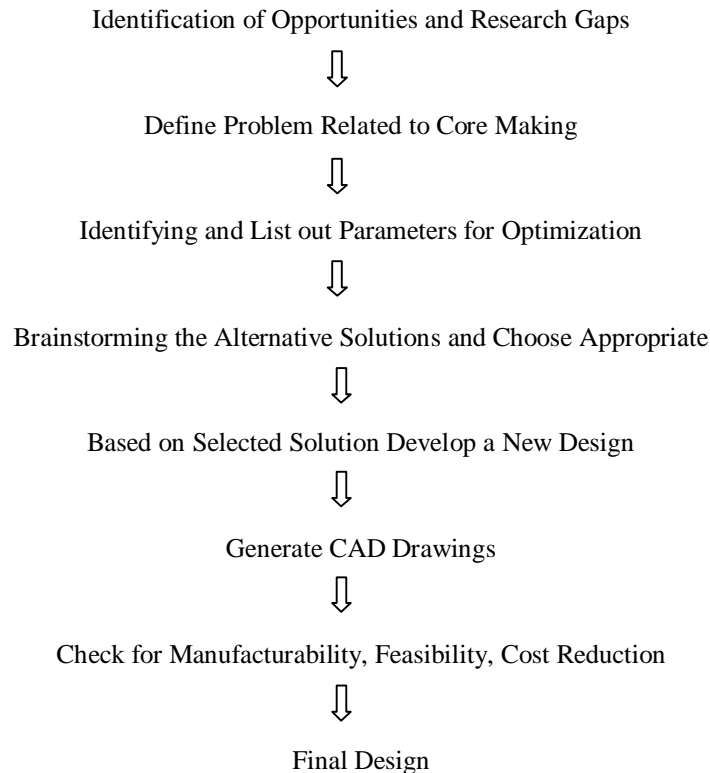 Identification of Opportunities and Research Gaps
Define Problem Related to Core Making
Identifying and List out Parameters for Optimization
Brainstorming the Alternative Solutions and Choose Appropriate
Based on Selected Solution Develop a New Design
Generate CAD Drawings
Check for Manufacturability, Feasibility, Cost Reduction
Final Design